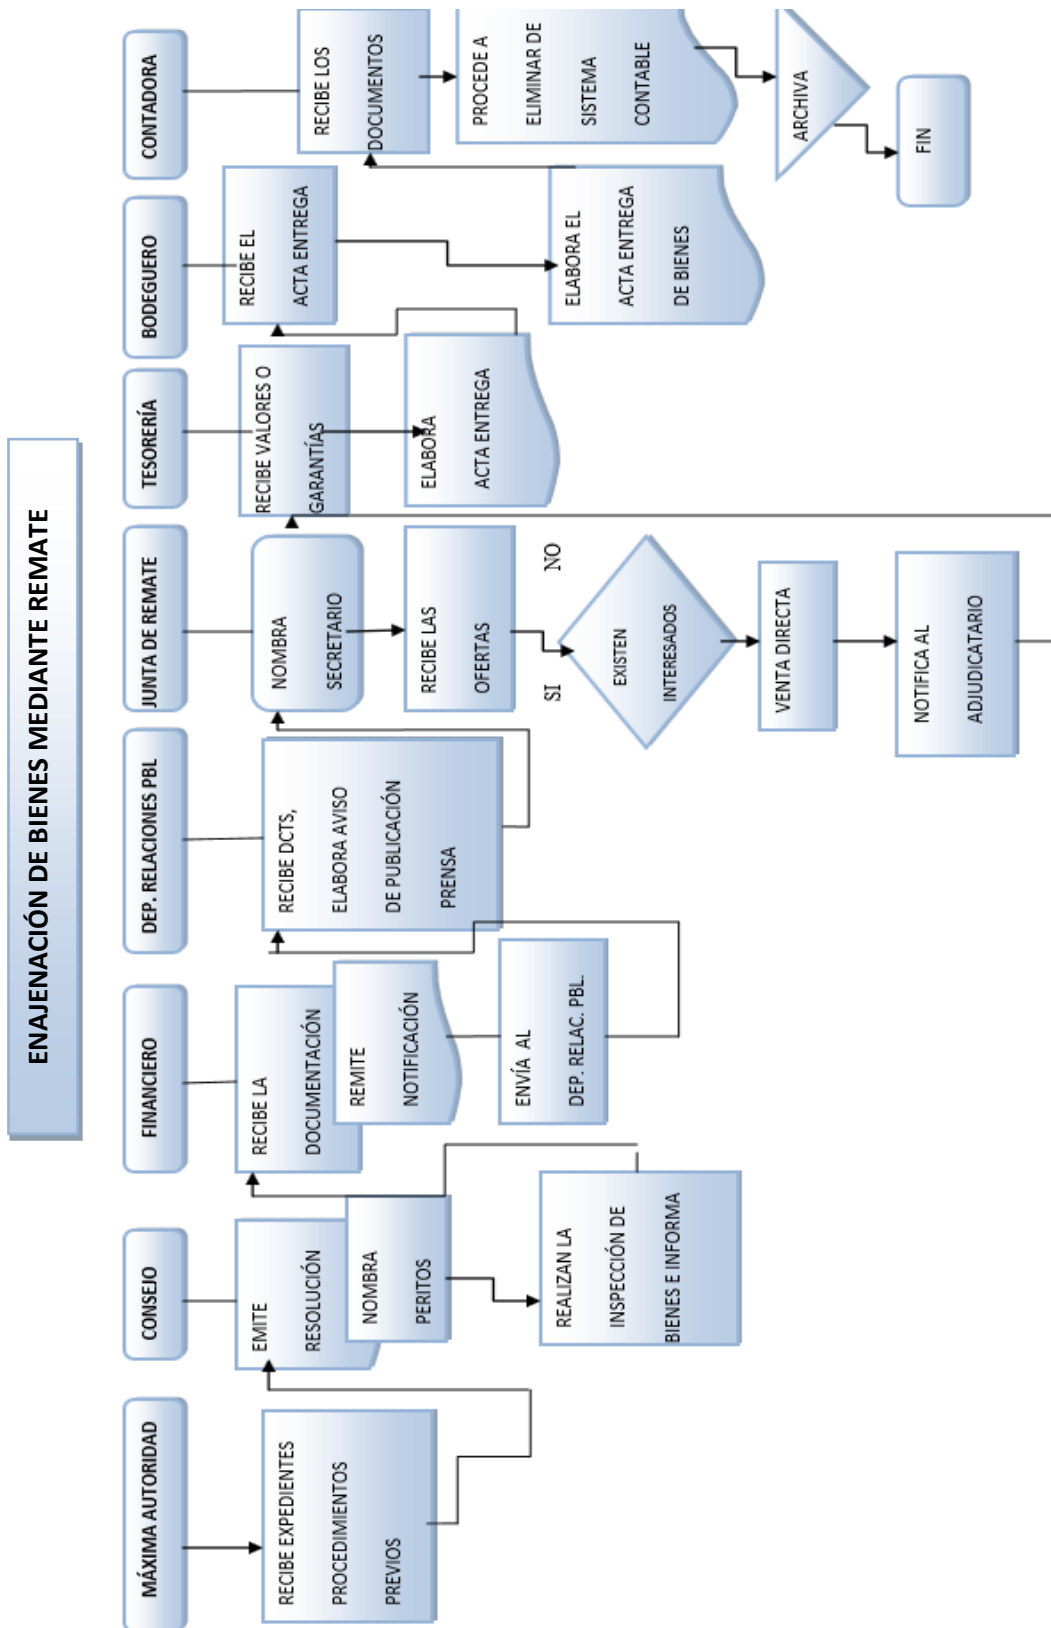 ENAJENACIÓN DE BIENES MEDIANTE REMATE
MÁXIMA AUTORIDAD
RECIBE EXPEDIENTES
PROCEDIMIENTOS
PREVIOS
CONSEJO
EMITE
RESOLUCIÓN
NOMBRA
PERITOS
REALIZAN LA
INSPECCIÓN DE
BIENES E INFORMA
FINANCIERO
RECIBE LA
DOCUMENTACIÓN
REMITE
NOTIFICACIÓN
ENVÍA AL
DEP. RELAC. PBL.
DEP. RELACIONES PBL
RECIBE DCTS,
ELABORA AVISO
DE PUBLICACIÓN
PRENSA
JUNTA DE REMATE
NOMBRA
SECRETARIO
RECIBE LAS
OFERTAS
SI
NO
EXISTEN
INTERESADOS
VENTA DIRECTA
NOTIFICA AL
ADJUDICATARIO
TESORERÍA
RECIBE VALORES O
GARANTÍAS
ELABORA
ACTA ENTREGA
BODEGUERO
RECIBE EL
ACTA ENTREGA
ELABORA EL
ACTA ENTREGA
DE BIENES
CONTADORA
RECIBE LOS
DOCUMENTOS
PROCEDE A
ELIMINAR DE
SISTEMA
CONTABLE
ARCHIVA
FIN